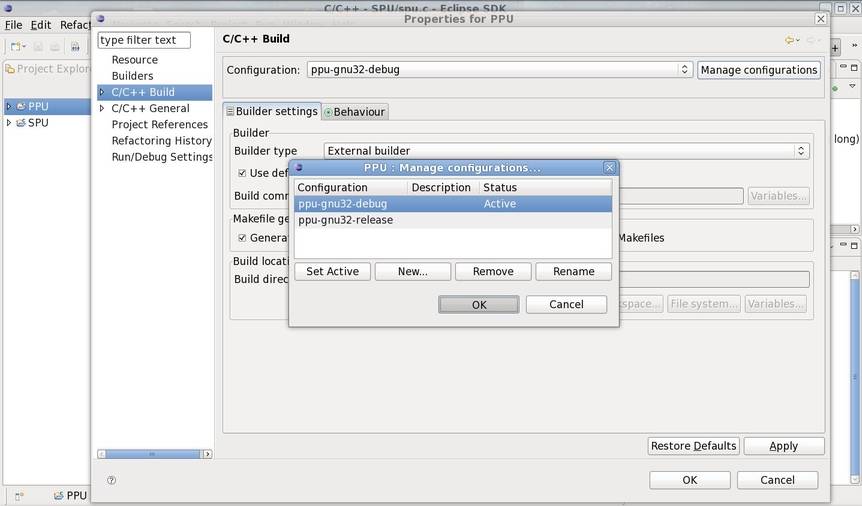 C/C++ - SPU/spu.c - Eclipse SDK
File Edit Refac
Properties for PPU
type filter text
C/C++ Build
Project Explor
Resource
Builders
C/C++ Build
C/C++ General
Project References
Refactoring History
Run/Debug Settings
PPU
SPU
Configuration: ppu-gnu32-debug Manage configurations
Builder settings Behaviour
long)
Builder
Builder type External builder
Use def
Build comm Variables...
Makefile ge
Genera Makefiles
Build locati
Build direc
kspace... File system... Variables...
PPU : Manage configurations...
Configuration Description Status
ppu-gnu32-debug Active
ppu-gnu32-release
Set Active New... Remove Rename
OK Cancel
Restore Defaults Apply
OK Cancel
PPU